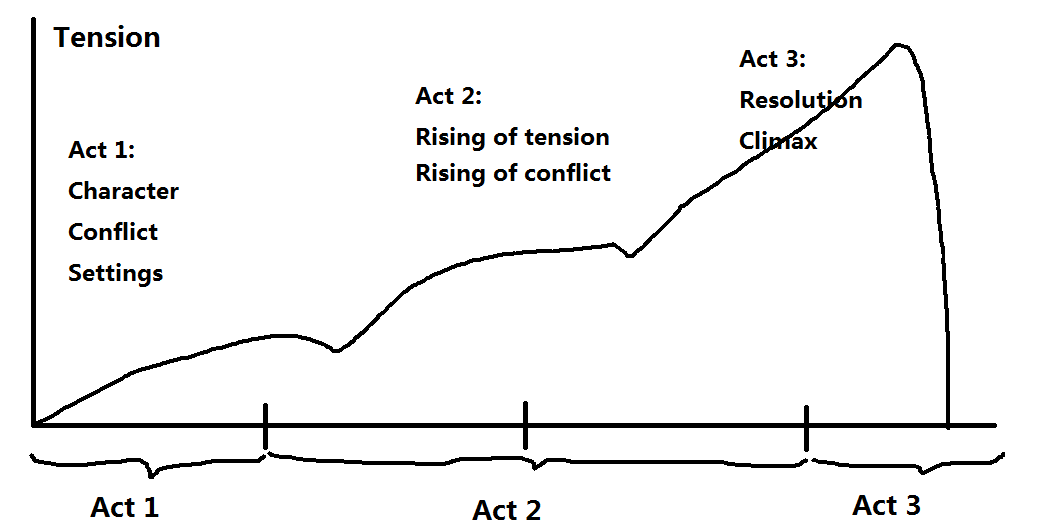 Tension
Act 1:
Character
Conflict
Settings
Act 2:
Rising of tension
Rising of conflict
Act 3:
Resolution
Climax
Act 1
Act 2
Act 3